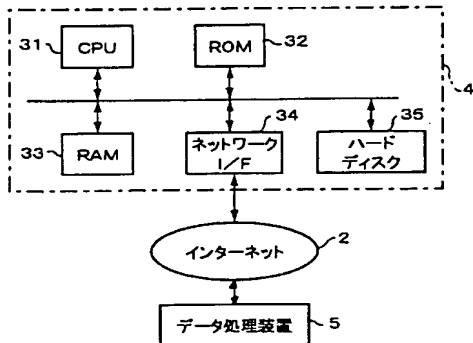 31
CPU
ROM
32
4
33
RAM
34
ネットワーク
I/F
35
ハード
ディスク
インターネット
2
データ処理装置
5